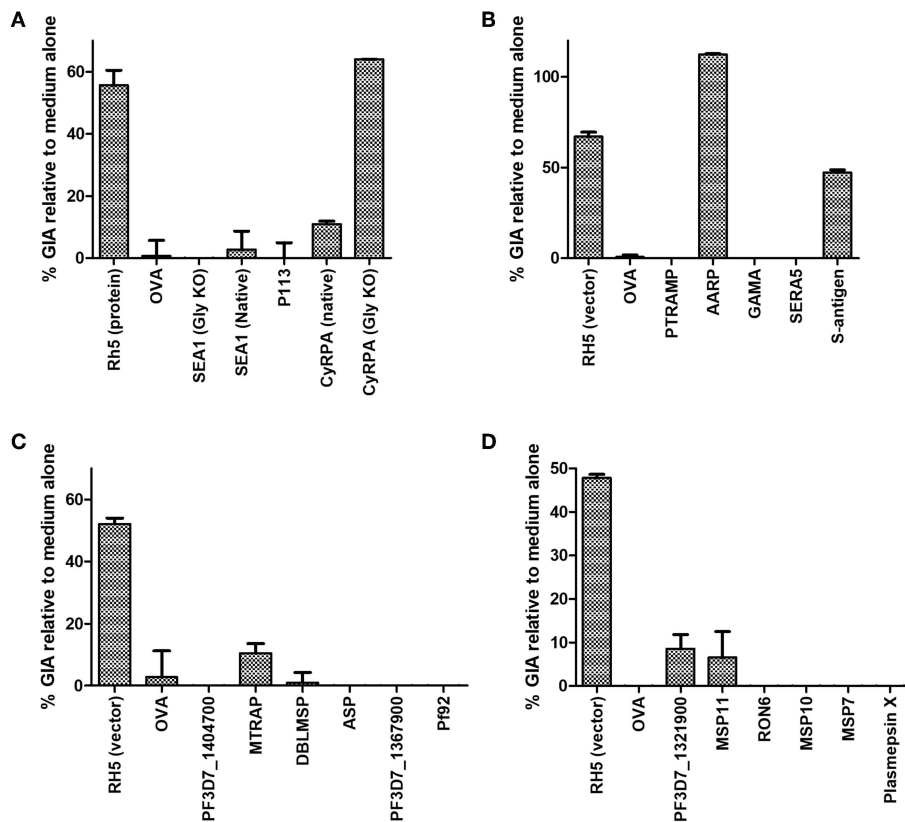 A
% GIA relative to medium alone
60
40
20
0
Rh5 (protein)
OVA
SEA1 (Gly KO)
SEA1 (Native)
P113
CyRPA (native)
CyRPA (Gly KO)
B
% GIA relative to medium alone
100
50
0
RH5 (vector)
OVA
PTRAMP
AARP
GAMA
SERA5
S-antigen
C
% GIA relative to medium alone
60
40
20
0
RH5 (vector)
OVA
PF3D7_1404700
MTRAP
DBLMSP
ASP
PF3D7_1367900
Pf92
D
% GIA relative to medium alone
50
40
30
20
10
0
RH5 (vector)
OVA
PF3D7_1321900
MSP11
RON6
MSP10
MSP7
Plasmepsin X